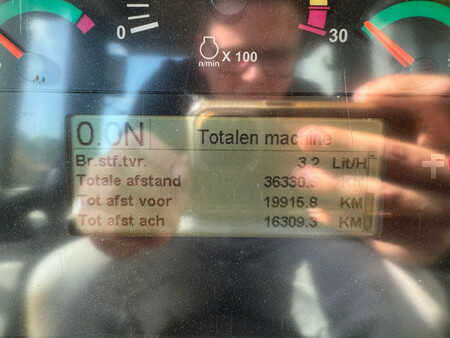 0 30
n/min X 100
0.0N Totalen machine
Br.stf.tvr. 3.2 Lit/H
Totale afstand 36330. KM
Tot afst voor 19915.8 KM
Tot afst ach 16309.3 KM